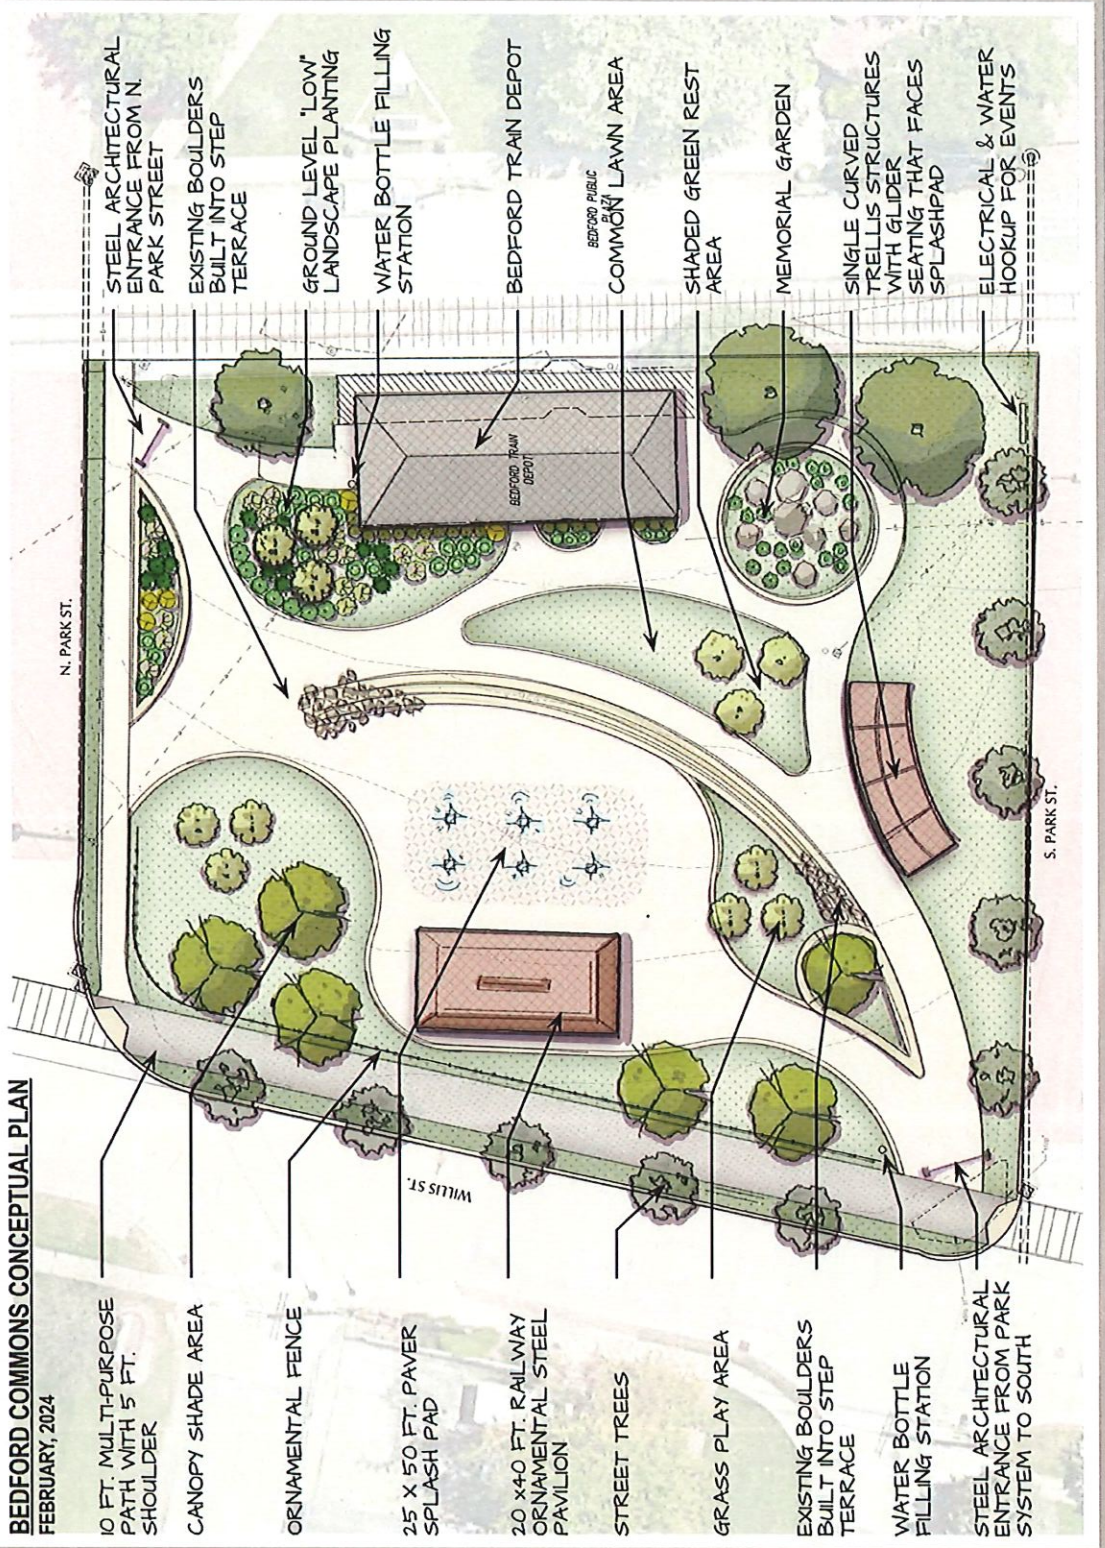 BEDFORD COMMONS CONCEPTUAL PLAN
FEBRUARY, 2024
10 FT. MULTI-PURPOSE
PATH WITH 5 FT.
SHOULDER
CANOPY SHADE AREA
ORNAMENTAL FENCE
25 X 50 FT. PAVER
SPLASH PAD
20 X40 FT. RAILWAY
ORNAMENTAL STEEL
PAVILION
STREET TREES
GRASS PLAY AREA
EXISTING BOULDERS
BUILT INTO STEP
TERRACE
WATER BOTTLE
FILLING STATION
STEEL ARCHITECTURAL
ENTRANCE FROM PARK
SYSTEM TO SOUTH
WILLIS ST.
N. PARK ST.
BEDFORD TRAIN
DEPOT
S. PARK ST.
STEEL ARCHITECTURAL
ENTRANCE FROM N.
PARK STREET
EXISTING BOULDERS
BUILT INTO STEP
TERRACE
GROUND LEVEL "LOW"
LANDSCAPE PLANTING
WATER BOTTLE FILLING
STATION
BEDFORD TRAIN DEPOT
BEDFORD PUBLIC
PLAZA
COMMON LAWN AREA
SHADED GREEN REST
AREA
MEMORIAL GARDEN
SINGLE CURVED
TRELLIS STRUCTURES
WITH GLIDER
SEATING THAT FACES
SPLASHPAD
ELECTRICAL & WATER
HOOKUP FOR EVENTS